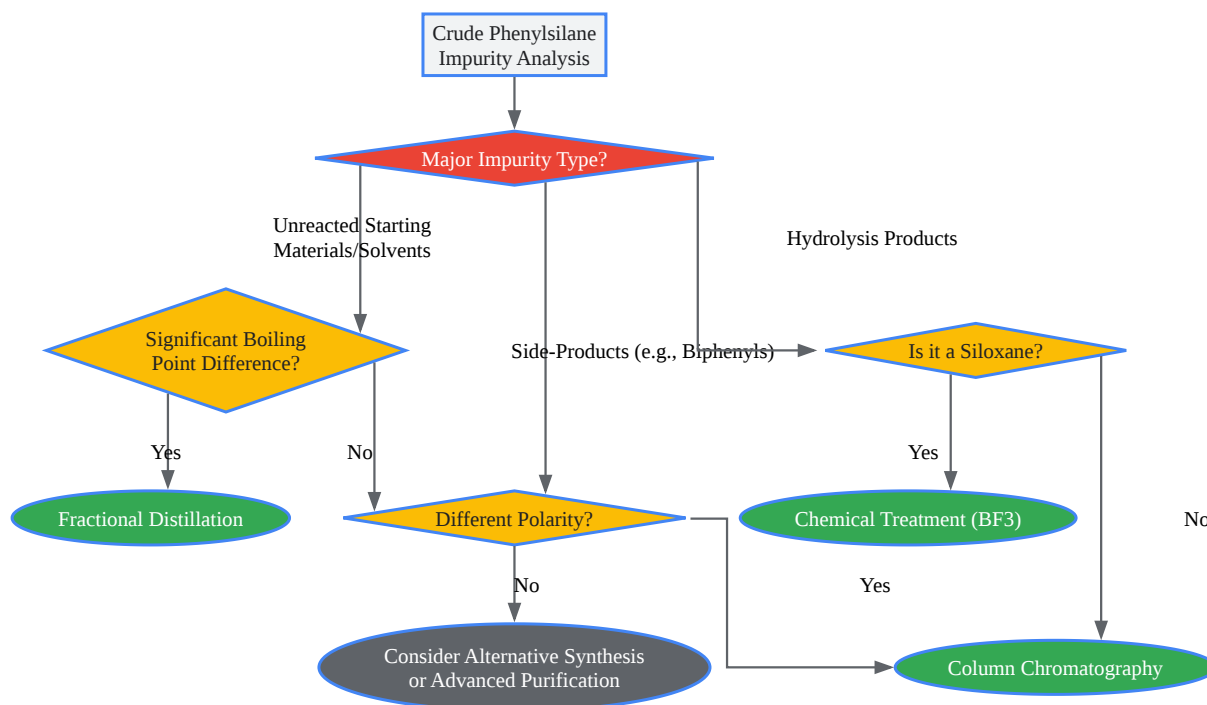 Crude Phenylsilane
Impurity Analysis
Major Impurity Type?
Unreacted Starting
Materials/Solvents
Hydrolysis Products
Significant Boiling
Point Difference?
Side-Products (e.g., Biphenyls)
Is it a Siloxane?
Yes
No
Yes
Fractional Distillation
Different Polarity?
Chemical Treatment (BF3)
No
No
Yes
Consider Alternative Synthesis
or Advanced Purification
Column Chromatography